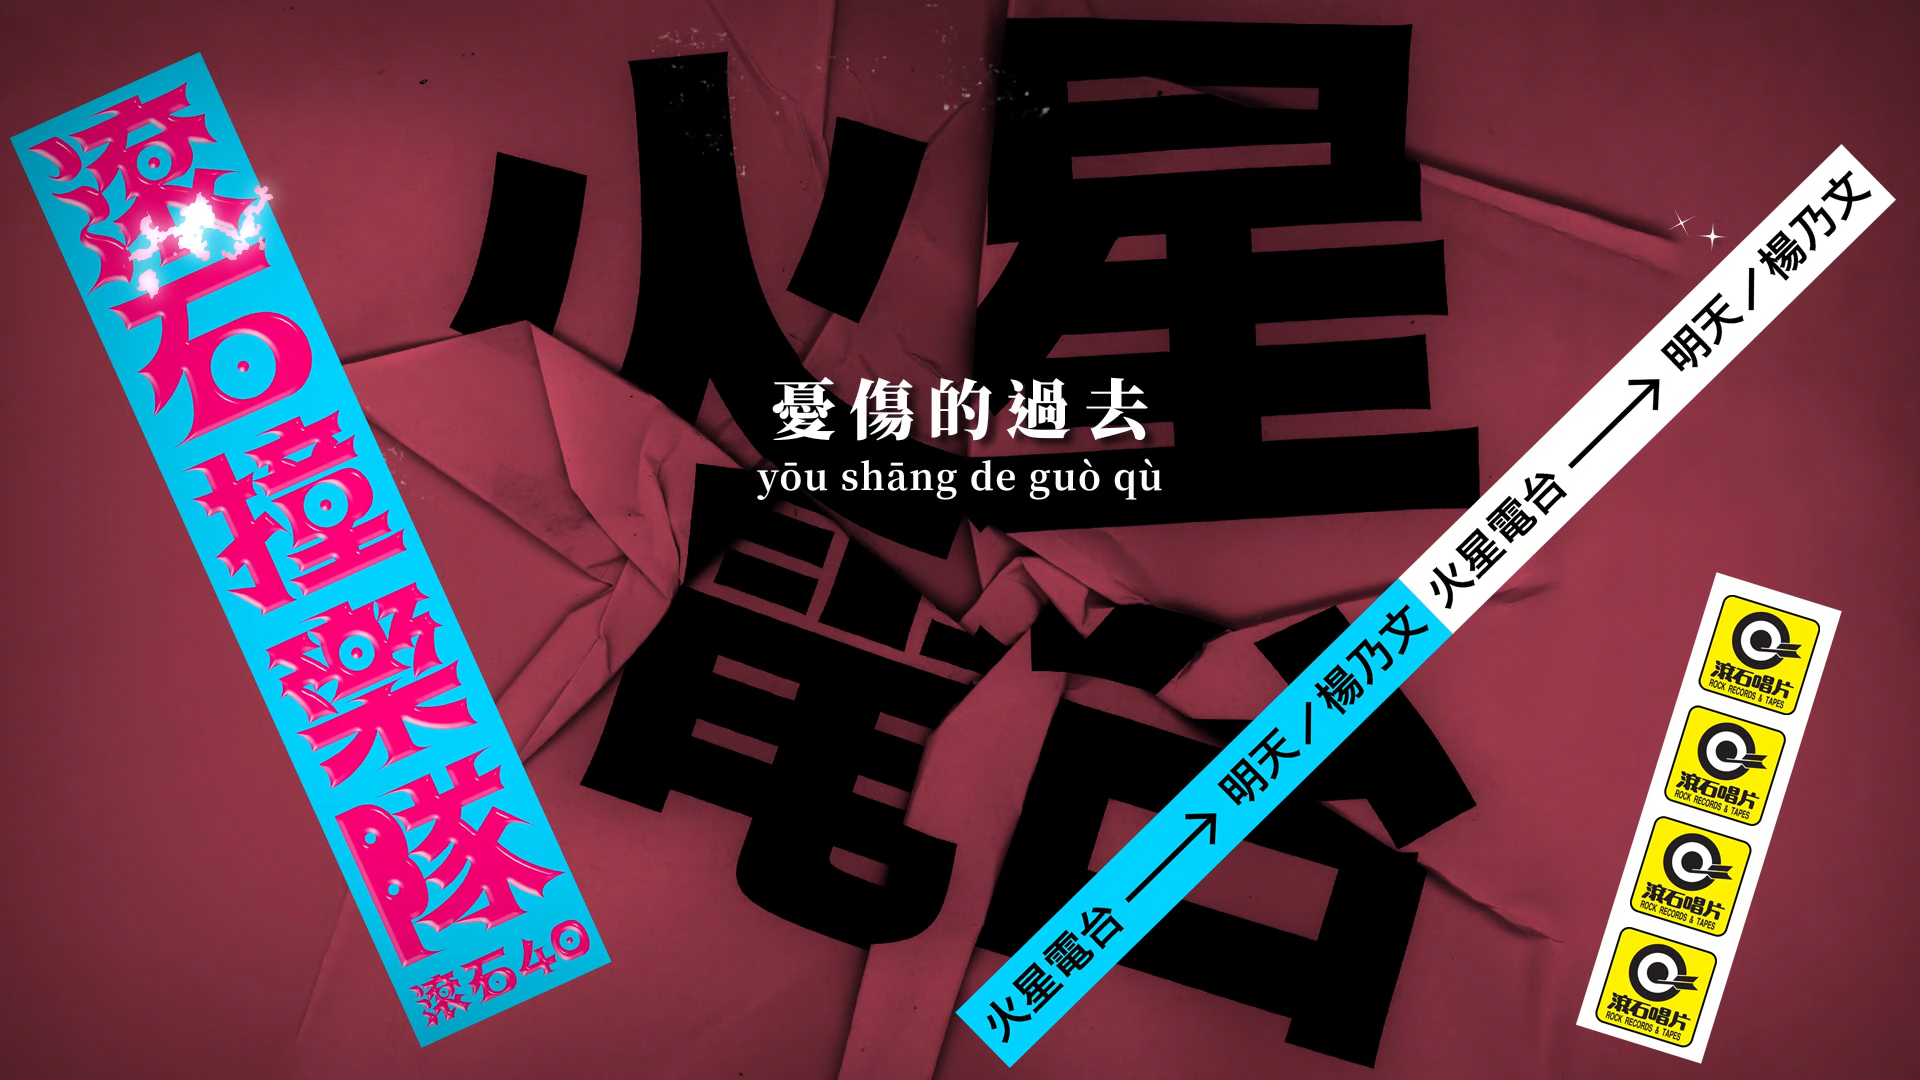 滾石撞樂隊
滾石40
火星
電台
憂傷的過去
yōu shāng de guò qù
火星電台 → 明天／楊乃文
火星電台 → 明天／楊乃文
滾石唱片
ROCK RECORDS & TAPES
滾石唱片
ROCK RECORDS & TAPES
滾石唱片
ROCK RECORDS & TAPES
滾石唱片
ROCK RECORDS & TAPES